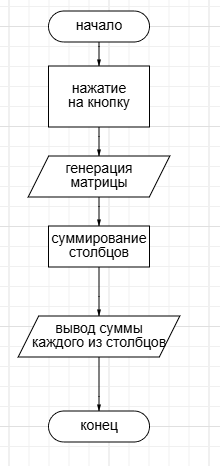 начало
нажатие
на кнопку
генерация
матрицы
суммирование
столбцов
вывод суммы
каждого из столбцов
конец